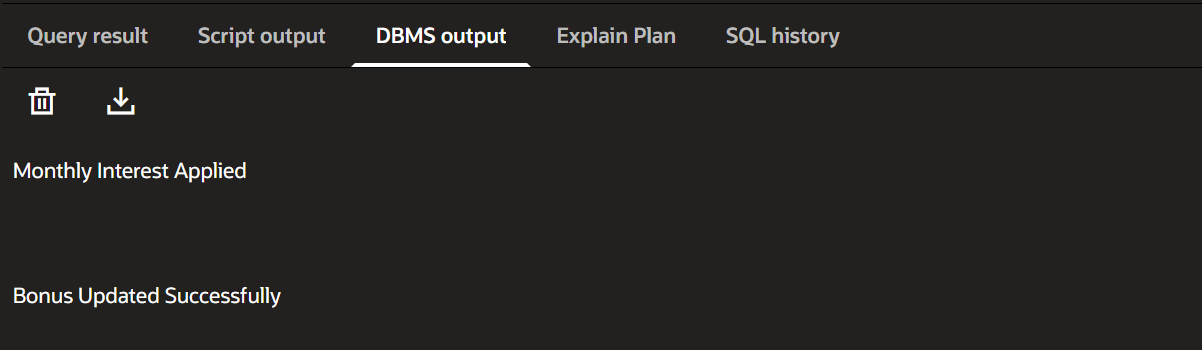 Query result Script output DBMS output Explain Plan SQL history
Monthly Interest Applied
Bonus Updated Successfully